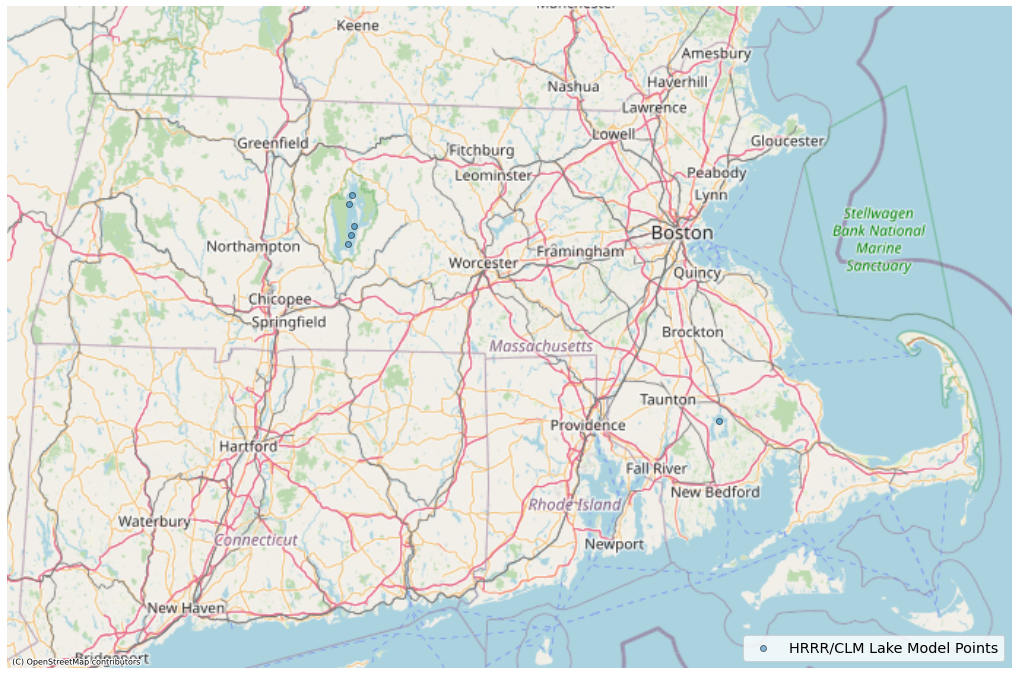 Manchester
Keene
Amesbury
Nashua
Haverhill
Lawrence
Lowell
Gloucester
Greenfield
Fitchburg
Leominster
Peabody
Lynn
Stellwagen
Bank National
Marine
Sanctuary
Boston
Northampton
Framingham
Worcester
Quincy
Chicopee
Springfield
Brockton
Massachusetts
Taunton
Providence
Hartford
Fall River
New Bedford
Rhode Island
Waterbury
Connecticut
Newport
New Haven
Bridgeport
HRRR/CLM Lake Model Points
(C) OpenStreetMap contributors